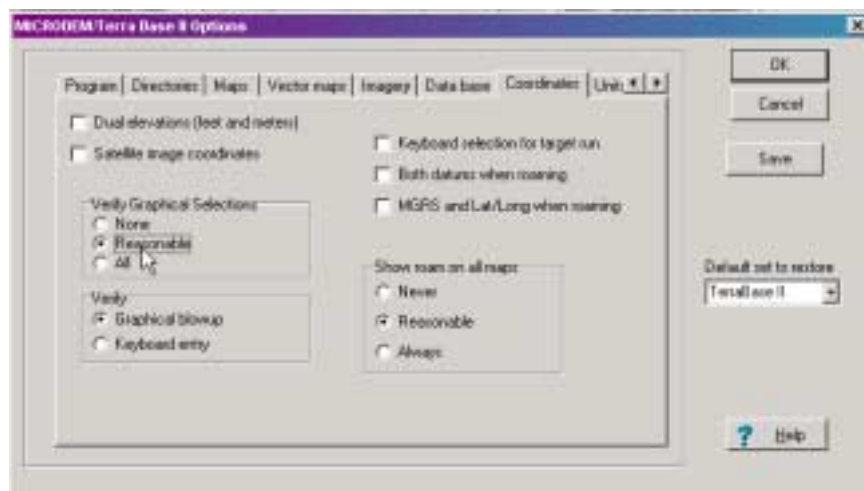 MICRODEM/Terra Base II Options
Program Directories Maps Vector maps Imagery Data base Coordinates Units
Dual elevations (feet and meters)
Satellite image coordinates
Keyboard selection for target run
Both datums when roaming
MGRS and Lat/Long when roaming
Verify Graphical Selections
None
Reasonable
All
Verify
Graphical blowup
Keyboard entry
Show roam on all maps
Never
Reasonable
Always
OK
Cancel
Save
Default set to restore
TerraBase II
? Help